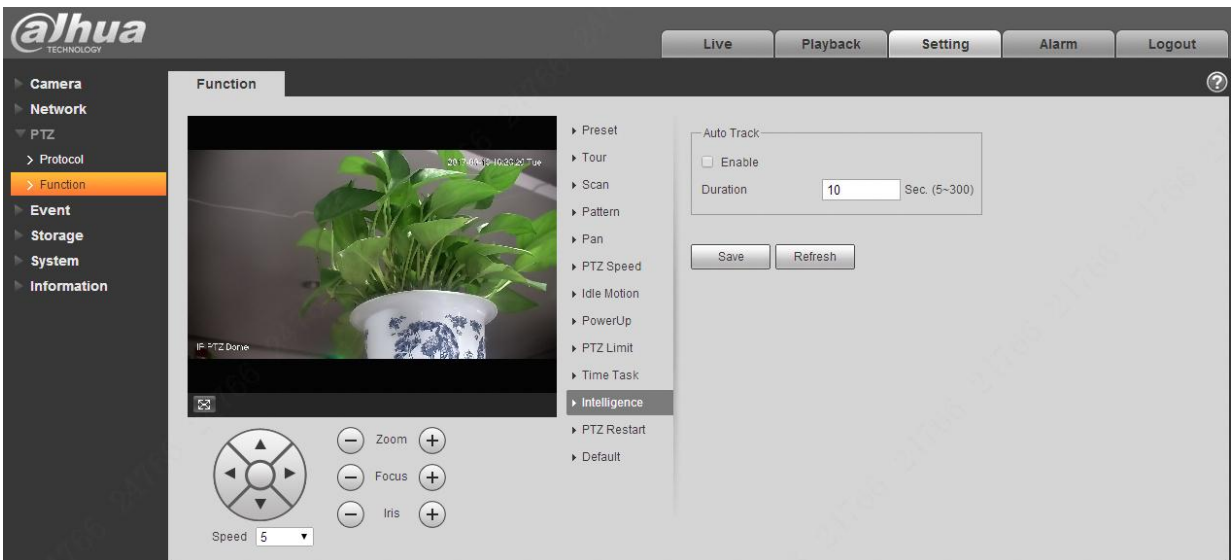 alhua
TECHNOLOGY
Live
Playback
Setting
Alarm
Logout
Camera
Network
PTZ
Protocol
Function
Event
Storage
System
Information
Function
?
IP PTZ Dome
Preset
Tour
Scan
Pattern
Pan
PTZ Speed
Idle Motion
PowerUp
PTZ Limit
Time Task
Intelligence
PTZ Restart
Default
Zoom
Focus
Iris
Speed 5
Auto Track
Enable
Duration 10 Sec. (5~300)
Save Refresh